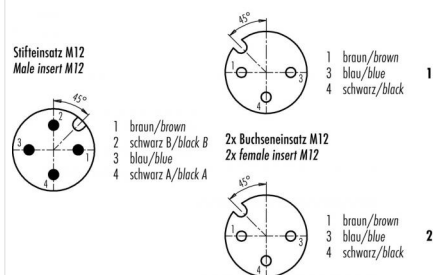 Stifteinsatz M12
Male insert M12
45°
2
3
1
4
1 braun/brown
2 schwarz B/black B
3 blau/blue
4 schwarz A/black A
45°
1
3
4
1 braun/brown
3 blau/blue
4 schwarz/black
1
2x Buchseneinsatz M12
2x female insert M12
45°
1
3
4
1 braun/brown
3 blau/blue
4 schwarz/black
2